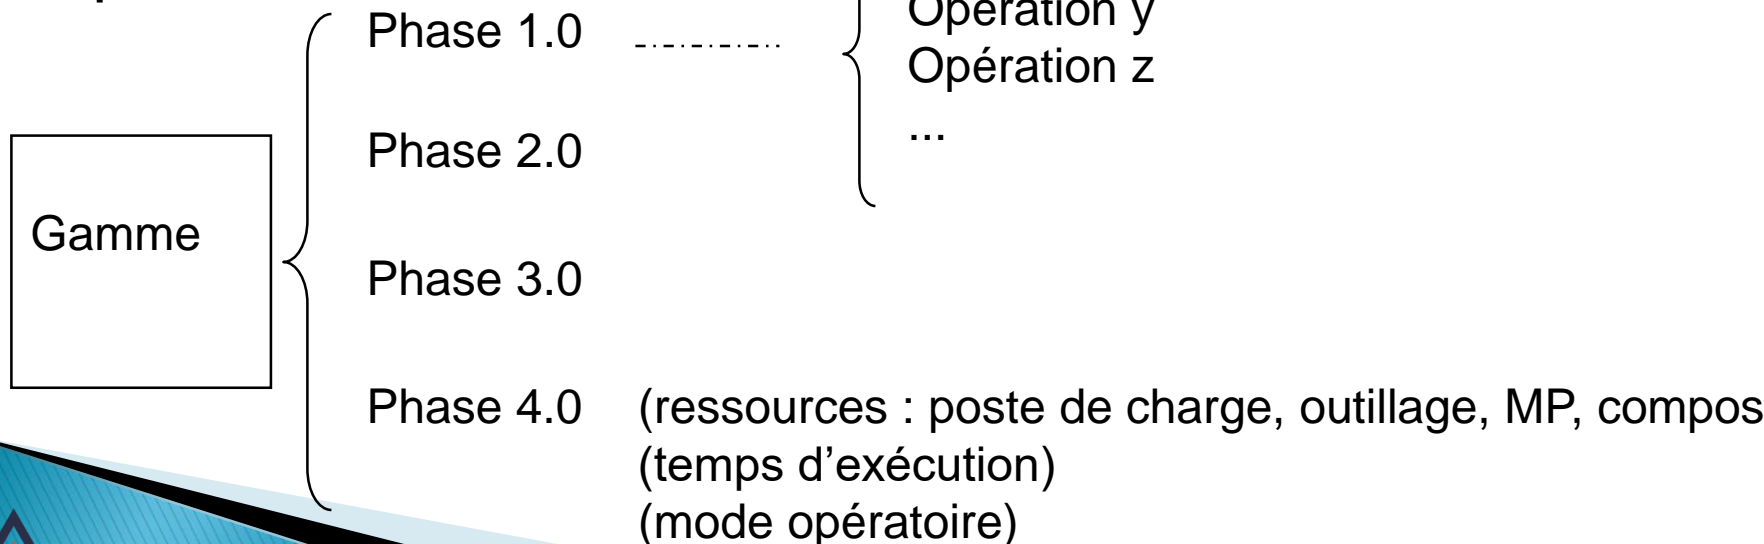 Opération y
Phase 1.0
Opération z
...
Phase 2.0
Gamme
Phase 3.0
Phase 4.0 (ressources : poste de charge, outillage, MP, compos
(temps d’exécution)
(mode opératoire)